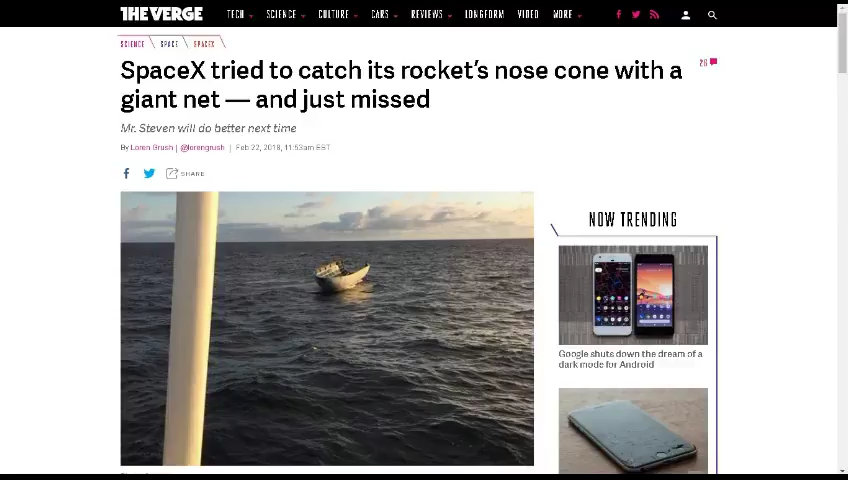 THE VERGE
TECH SCIENCE CULTURE CARS REVIEWS LONGFORM VIDEO MORE
SCIENCE SPACE SPACEX
SpaceX tried to catch its rocket’s nose cone with a
giant net — and just missed
26
Mr. Steven will do better next time
By Loren Grush | @lorengrush | Feb 22, 2018, 11:53am EST
SHARE
NOW TRENDING
Google shuts down the dream of a
dark mode for Android